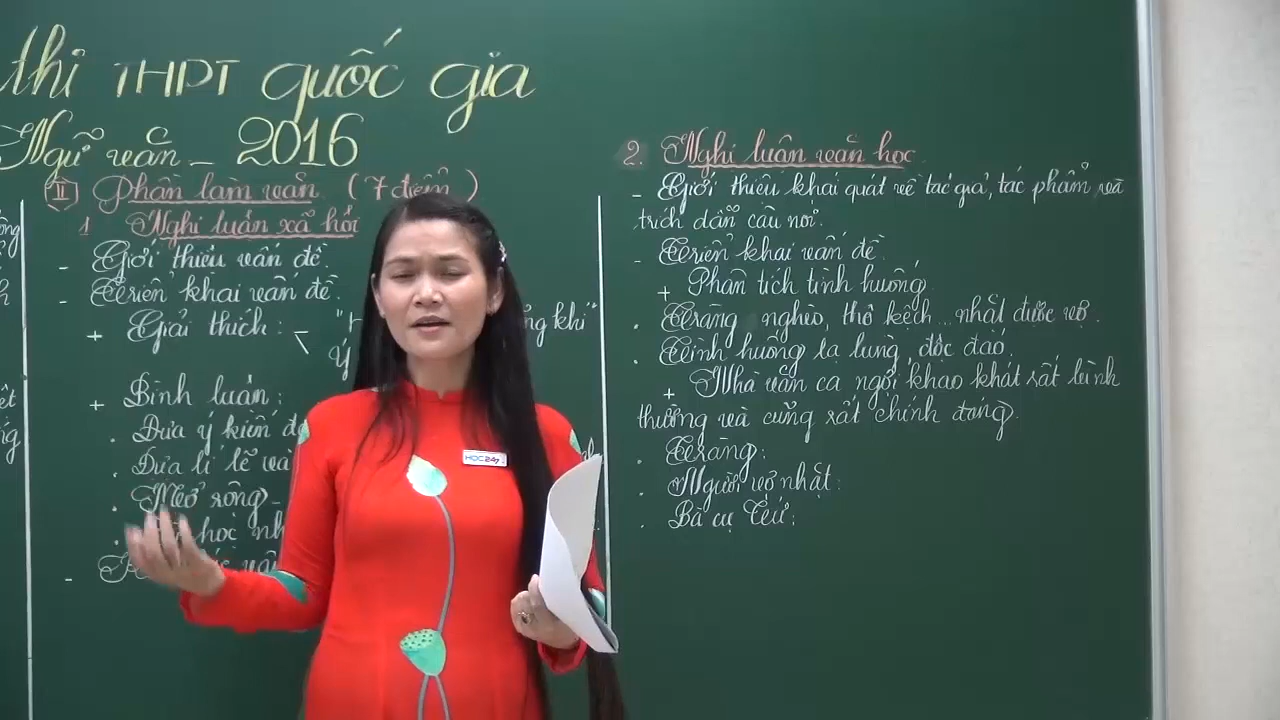 thi THPT quốc gia
Ngữ văn - 2016
II Phần làm văn (7 điểm)
1 Nghị luận xã hội
- Giới thiệu vấn đề.
- Triển khai vấn đề.
+ Giải thích: -
ng khí"
Ý
+ Bình luận:
. Đưa ý kiến
. Đưa lí lẽ và
. Mở rộng -
học nh
-
2. Nghị luận văn học
- Giới thiệu khái quát về tác giả, tác phẩm và
trích dẫn câu nói.
- Triển khai vấn đề.
+ Phân tích tình huống
. Tràng nghèo, thô kệch... nhặt được vợ.
. Tình huống lạ lùng, độc đáo.
+ Nhà văn ca ngợi khao khát rất bình
thường và cũng rất chính đáng.
. Tràng:
. Người vợ nhặt:
. Bà cụ Tứ:
HOC247